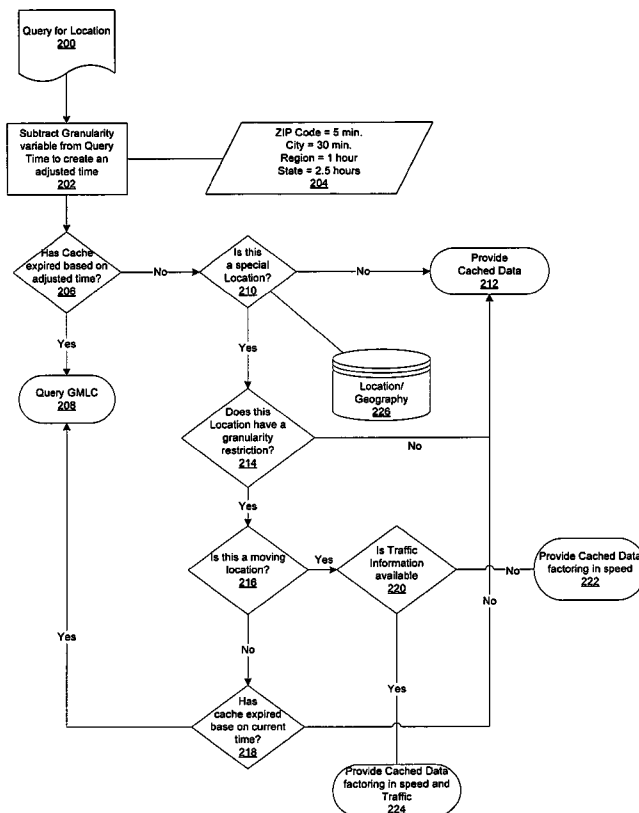 Query for Location
200
Subtract Granularity
variable from Query
Time to create an
adjusted time
202
ZIP Code = 5 min.
City = 30 min.
Region = 1 hour
State = 2.5 hours
204
Has Cache
expired based on
adjusted time?
206
No
Is this
a special
Location?
210
No
Provide
Cached Data
212
Yes
Yes
Location/
Geography
226
Query GMLC
208
Does this
Location have a
granularity
restriction?
214
No
Yes
Is this a moving
location?
216
Yes
Is Traffic
Information
available
220
No
Provide Cached Data
factoring in speed
222
No
Yes
No
Yes
Has
cache expired
base on current
time?
218
Provide Cached Data
factoring in speed and
Traffic
224